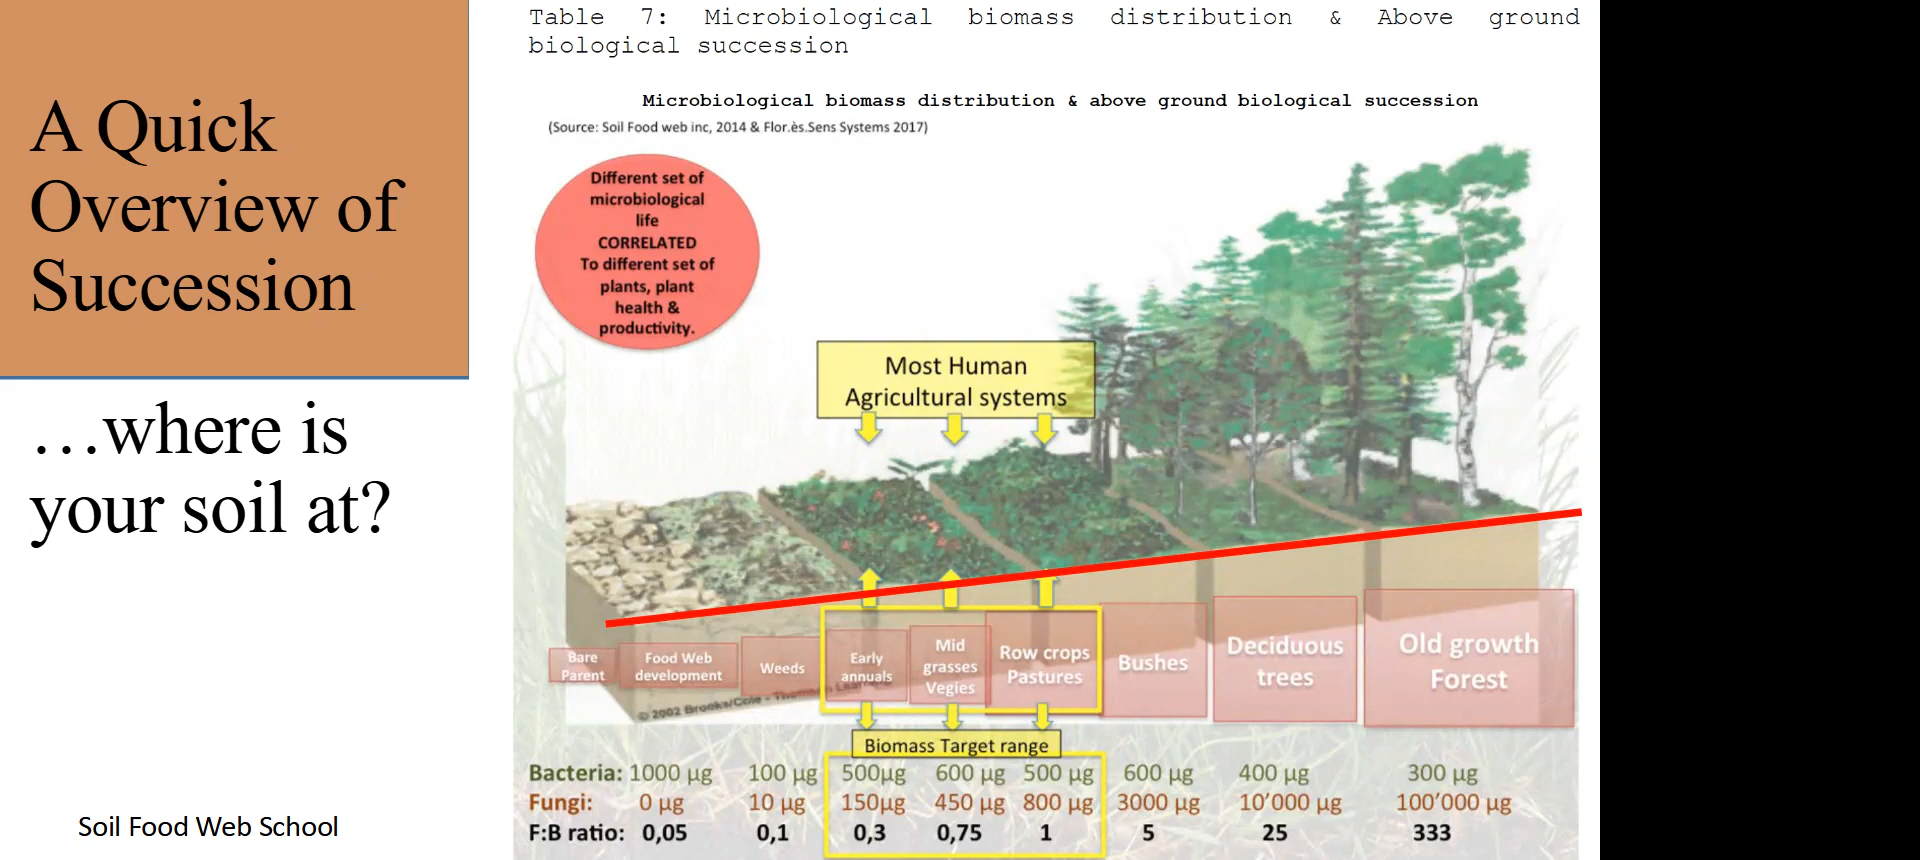 A Quick
Overview of
Succession
…where is
your soil at?
Soil Food Web School
Table 7: Microbiological biomass distribution & Above ground
biological succession
Microbiological biomass distribution & above ground biological succession
(Source: Soil Food web inc, 2014 & Flor.ès.Sens Systems 2017)
Different set of
microbiological
life
CORRELATED
To different set of
plants, plant
health &
productivity.
Most Human
Agricultural systems
Bare
Parent
Food Web
development
Weeds
Early
annuals
Mid
grasses
Vegies
Row crops
Pastures
Bushes
Deciduous
trees
Old growth
Forest
© 2002 Brooks/Cole - Thomson Learning
Biomass Target range
Bacteria: 1000 µg 100 µg 500µg 600 µg 500 µg 600 µg 400 µg 300 µg
Fungi: 0 µg 10 µg 150µg 450 µg 800 µg 3000 µg 10’000 µg 100’000 µg
F:B ratio: 0,05 0,1 0,3 0,75 1 5 25 333